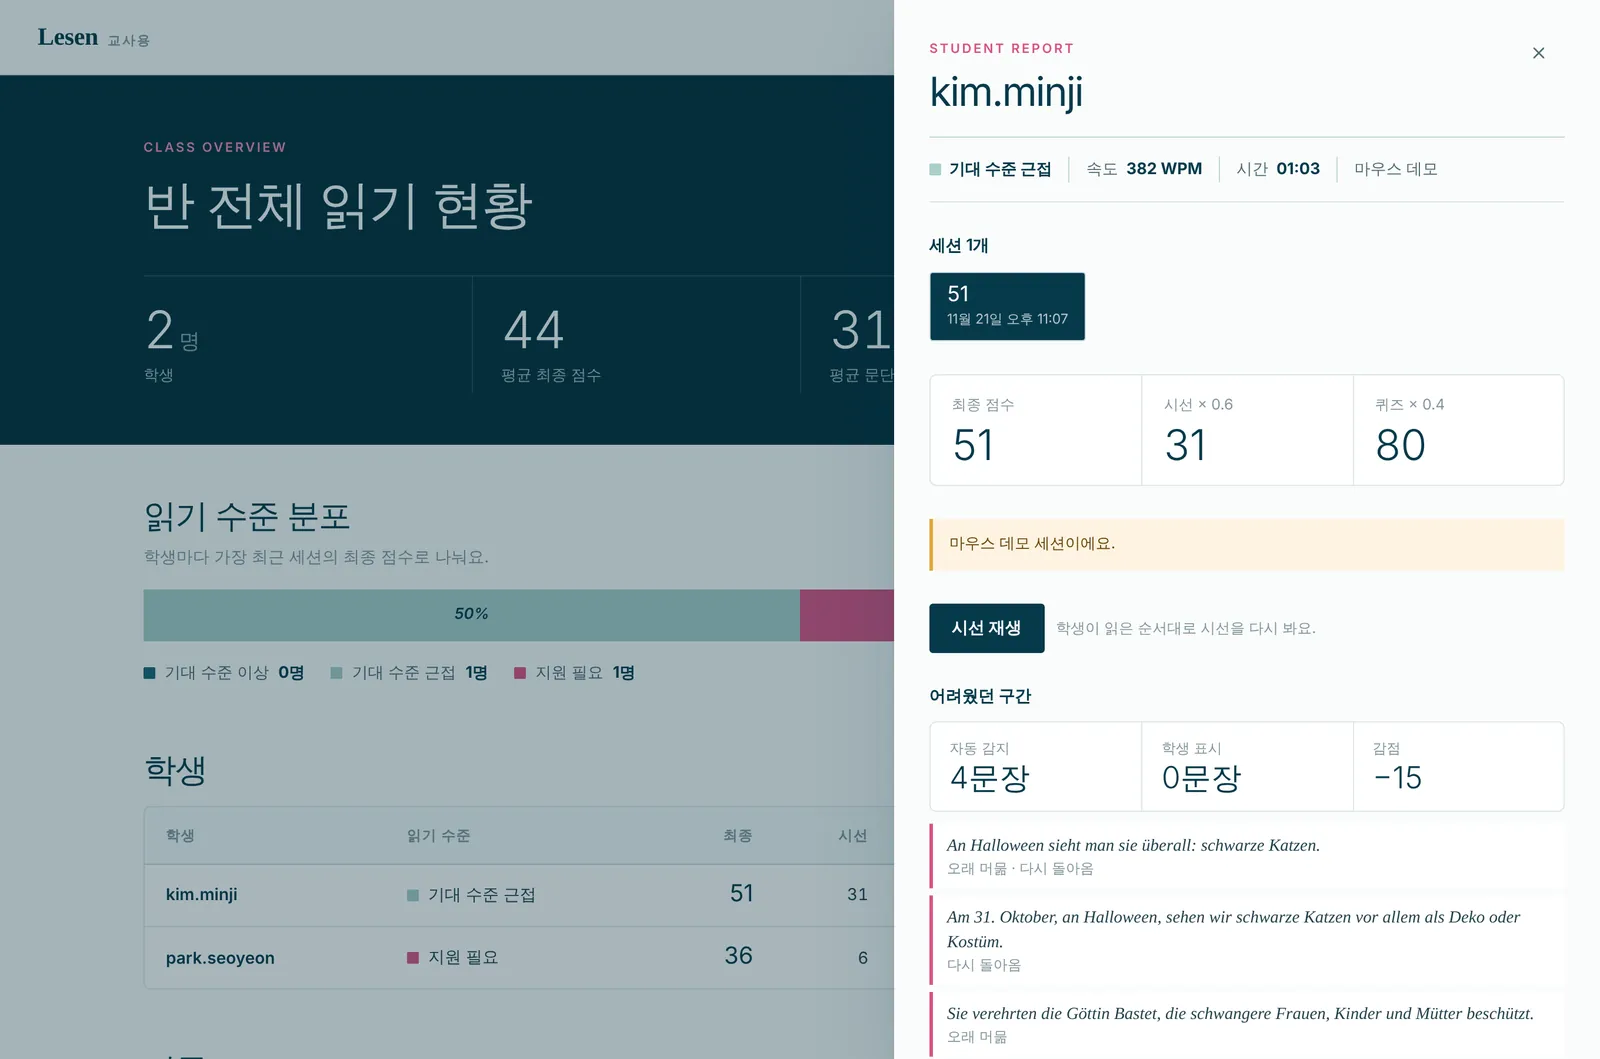 Lesen 교사용
CLASS OVERVIEW
반 전체 읽기 현황
2명
학생
44
평균 최종 점수
31
평균 문단
읽기 수준 분포
학생마다 가장 최근 세션의 최종 점수로 나눠요.
50%
기대 수준 이상 0명
기대 수준 근접 1명
지원 필요 1명
학생
학생 읽기 수준 최종 시선
kim.minji 기대 수준 근접 51 31
park.seoyeon 지원 필요 36 6
STUDENT REPORT
kim.minji
기대 수준 근접 속도 382 WPM 시간 01:03 마우스 데모
세션 1개
51
11월 21일 오후 11:07
최종 점수
51
시선 × 0.6
31
퀴즈 × 0.4
80
마우스 데모 세션이에요.
시선 재생 학생이 읽은 순서대로 시선을 다시 봐요.
어려웠던 구간
자동 감지
4문장
학생 표시
0문장
감점
−15
An Halloween sieht man sie überall: schwarze Katzen.
오래 머묾 · 다시 돌아옴
Am 31. Oktober, an Halloween, sehen wir schwarze Katzen vor allem als Deko oder
Kostüm.
다시 돌아옴
Sie verehrten die Göttin Bastet, die schwangere Frauen, Kinder und Mütter beschützt.
오래 머묾